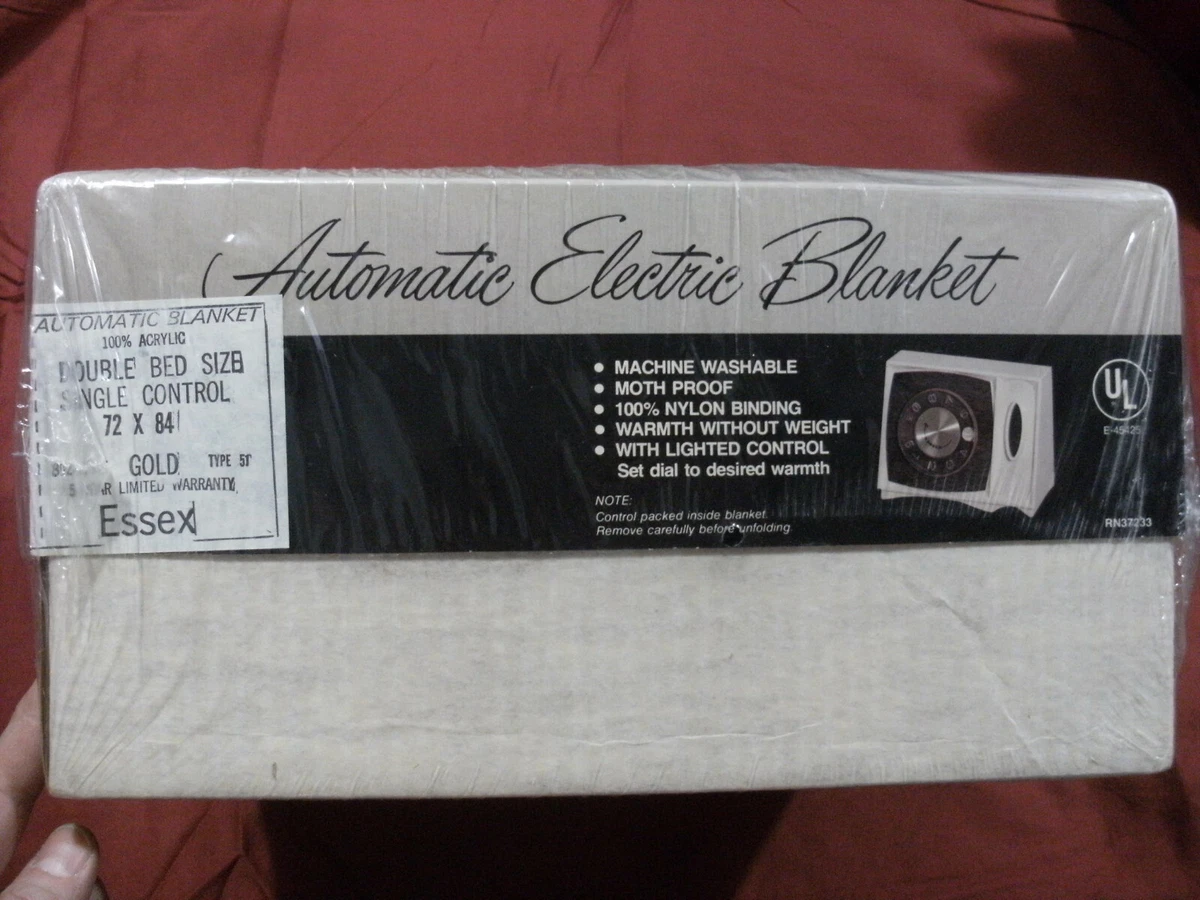 Automatic Electric Blanket
AUTOMATIC BLANKET
100% ACRYLIC
DOUBLE BED SIZE
SINGLE CONTROL
72 X 84
GOLD TYPE
LIMITED WARRANTY
Essex
• MACHINE WASHABLE
• MOTH PROOF
• 100% NYLON BINDING
• WARMTH WITHOUT WEIGHT
• WITH LIGHTED CONTROL
Set dial to desired warmth
NOTE:
Control packed inside blanket.
Remove carefully before unfolding.
UL
E-45425
RN37233